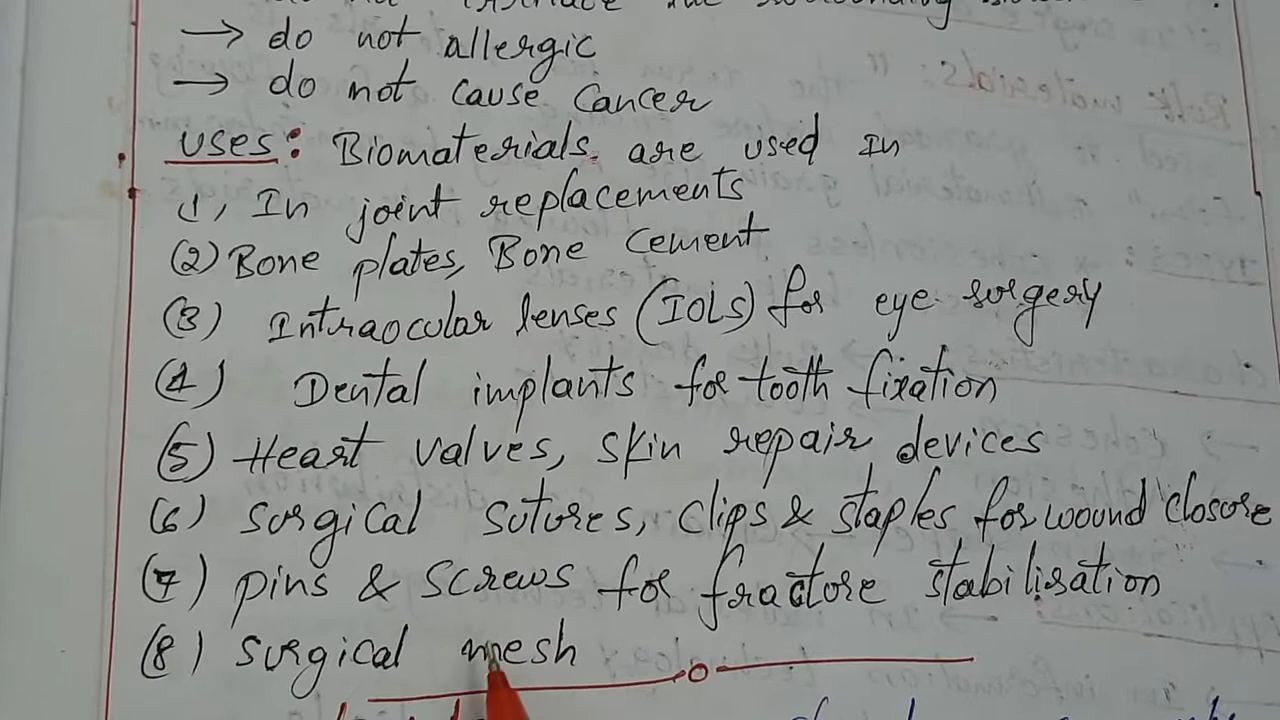 do not
→ do not allergic
→ do not cause cancer
Uses: Biomaterials are used In
(1) In joint replacements
(2) Bone plates, Bone cement
(3) Intraocular lenses (IOLs) for eye surgery
(4) Dental implants for tooth fixation
(5) Heart valves, skin repair devices
(6) Surgical sutures, clips & staples for wound closure
(7) Pins & screws for fracture stabilisation
(8) Surgical mesh